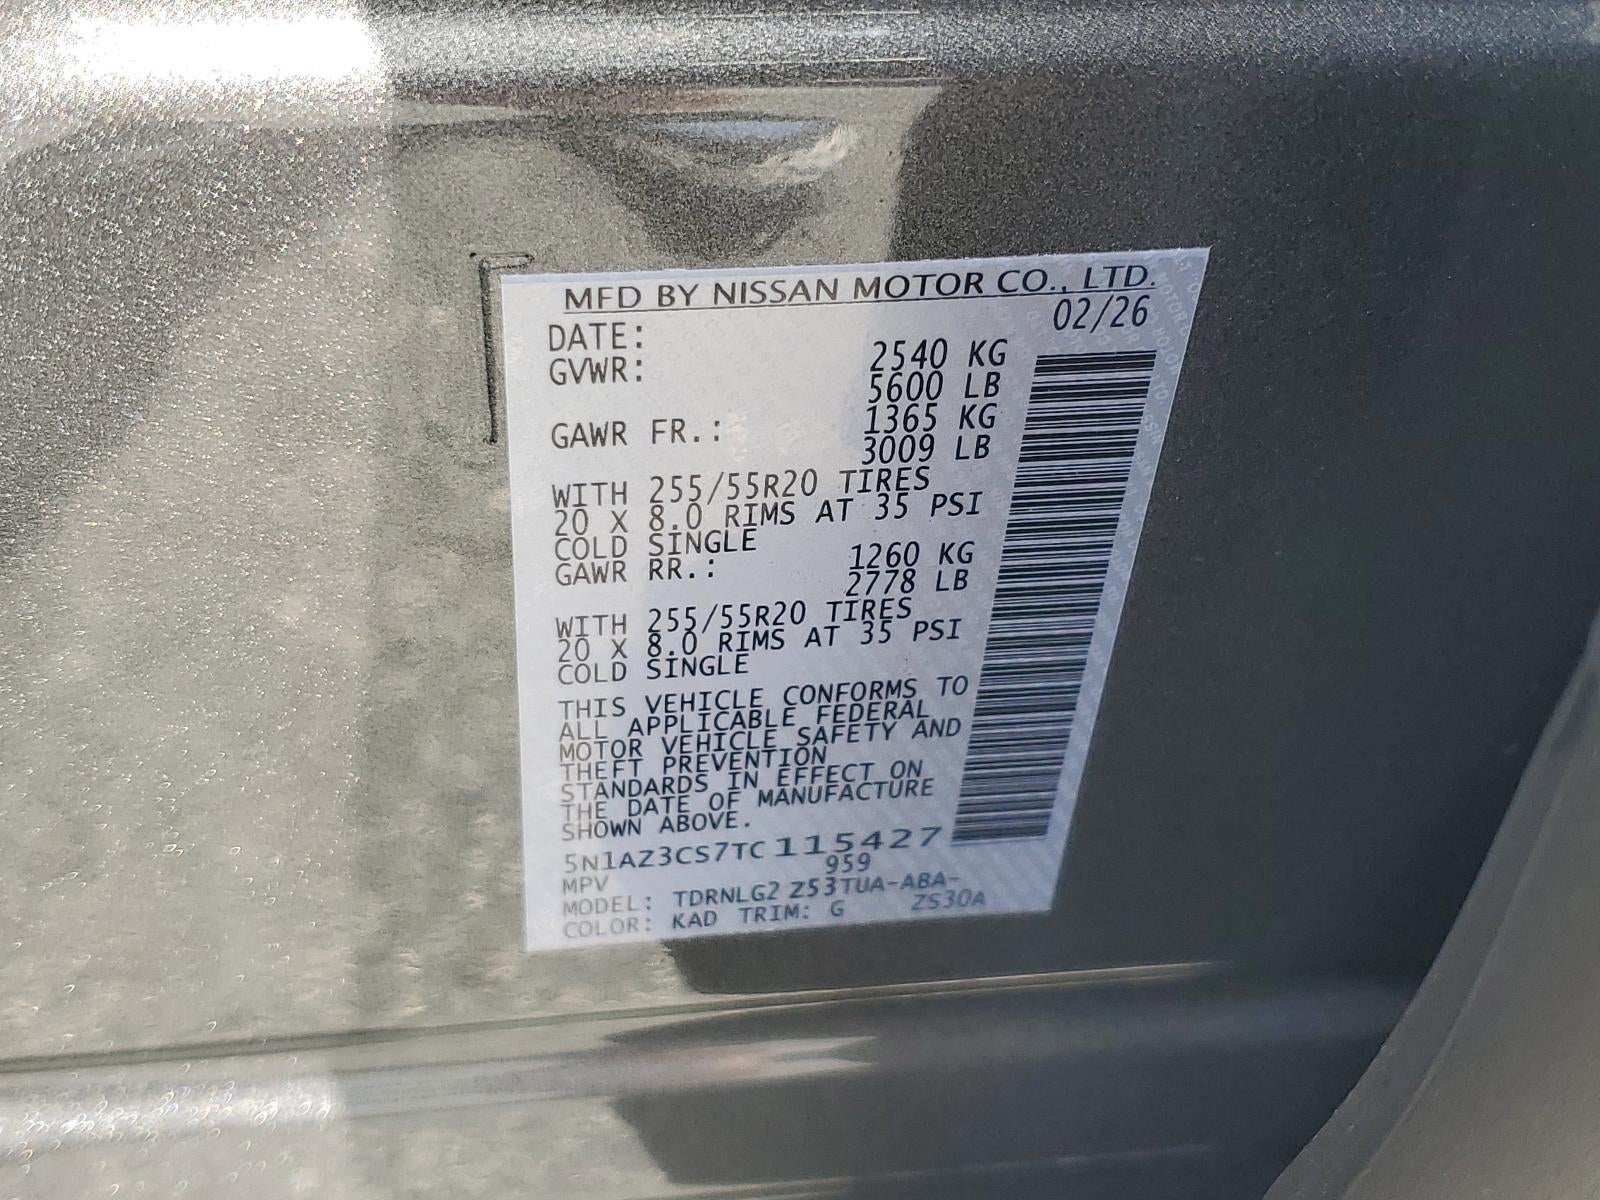 MFD BY NISSAN MOTOR CO., LTD.
DATE: 02/26
GVWR: 2540 KG
5600 LB
GAWR FR.: 1365 KG
3009 LB
WITH 255/55R20 TIRES
20 X 8.0 RIMS AT 35 PSI
COLD SINGLE
GAWR RR.: 1260 KG
2778 LB
WITH 255/55R20 TIRES
20 X 8.0 RIMS AT 35 PSI
COLD SINGLE
THIS VEHICLE CONFORMS TO
ALL APPLICABLE FEDERAL
MOTOR VEHICLE SAFETY AND
THEFT PREVENTION
STANDARDS IN EFFECT ON
THE DATE OF MANUFACTURE
SHOWN ABOVE.
5N1AZ3CS7TC115427
MPV 959
MODEL: TDRNLG2 Z53TUA-ABA-
COLOR: KAD TRIM: G ZS30A